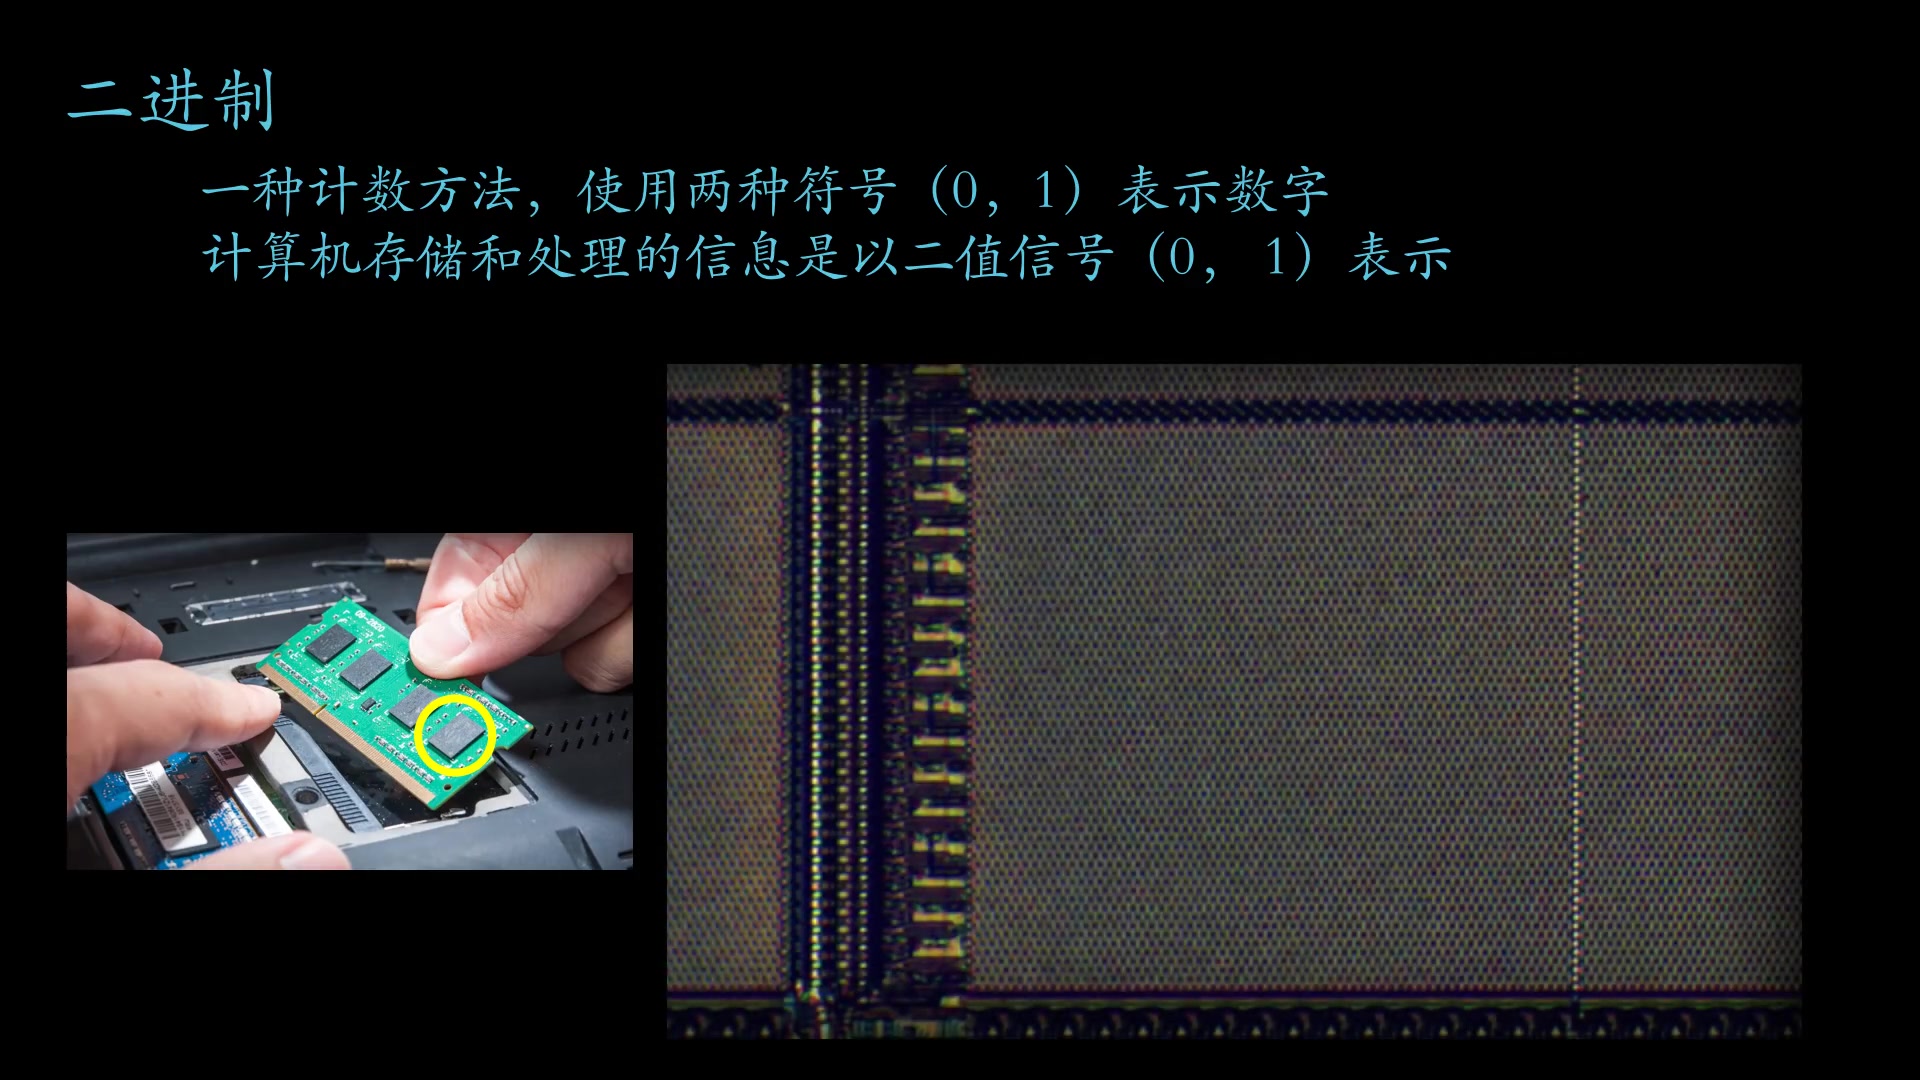 二进制
一种计数方法，使用两种符号（0，1）表示数字
计算机存储和处理的信息是以二值信号（0， 1）表示